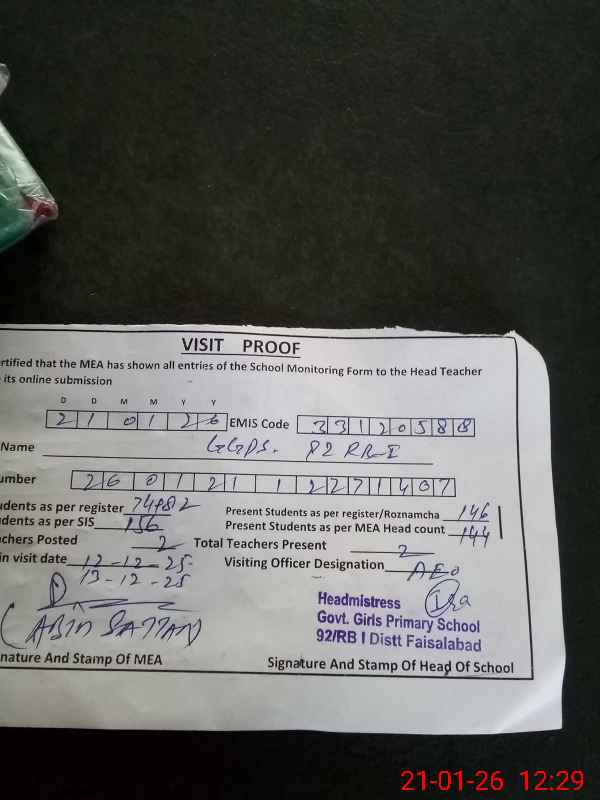 VISIT PROOF
ertified that the MEA has shown all entries of the School Monitoring Form to the Head Teacher
its online submission
D D M M Y Y
2 1 0 1 2 6 EMIS Code 3 3 1 2 0 5 8 8
Name GGPS. 82 RB-I
umber 2 6 0 1 2 1 1 2 2 7 1 4 0 7
udents as per register Present Students as per register/Roznamcha 146
udents as per SIS 156 Present Students as per MEA Head count 144
achers Posted 2 Total Teachers Present 2
in visit date 12-12-25 Visiting Officer Designation AEO
13-12-25
Headmistress
Govt. Girls Primary School
92/RB I Distt Faisalabad
nature And Stamp Of MEA Signature And Stamp Of Head Of School
21-01-26 12:29